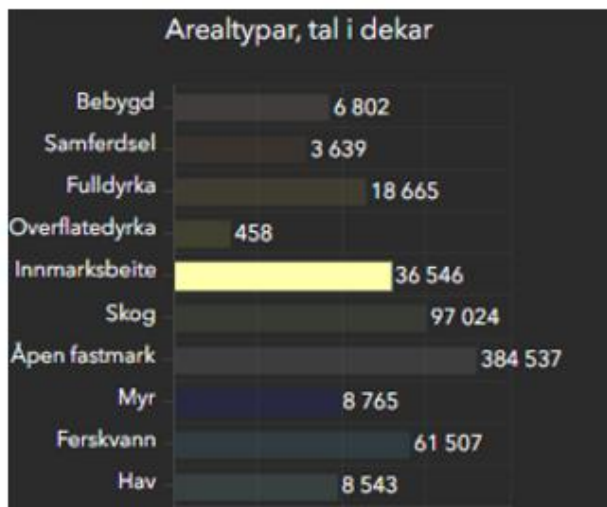 Arealtypar, tal i dekar
Bebygd 6 802
Samferdsel 3 639
Fulldyrka 18 665
Overflatedyrka 458
Innmarksbeite 36 546
Skog 97 024
Åpen fastmark 384 537
Myr 8 765
Ferskvann 61 507
Hav 8 543